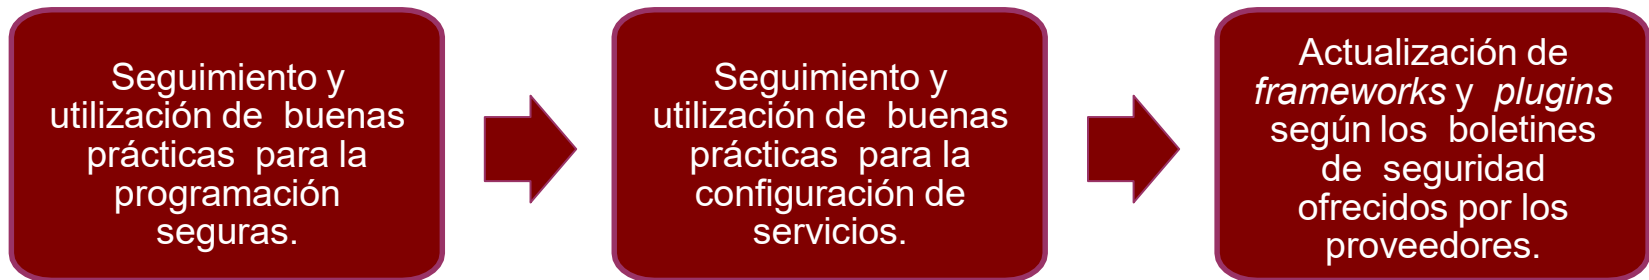 Seguimiento y
utilización de buenas
prácticas para la
programación
seguras.
Seguimiento y
utilización de buenas
prácticas para la
configuración de
servicios.
Actualización de
frameworks y plugins
según los boletines
de seguridad
ofrecidos por los
proveedores.